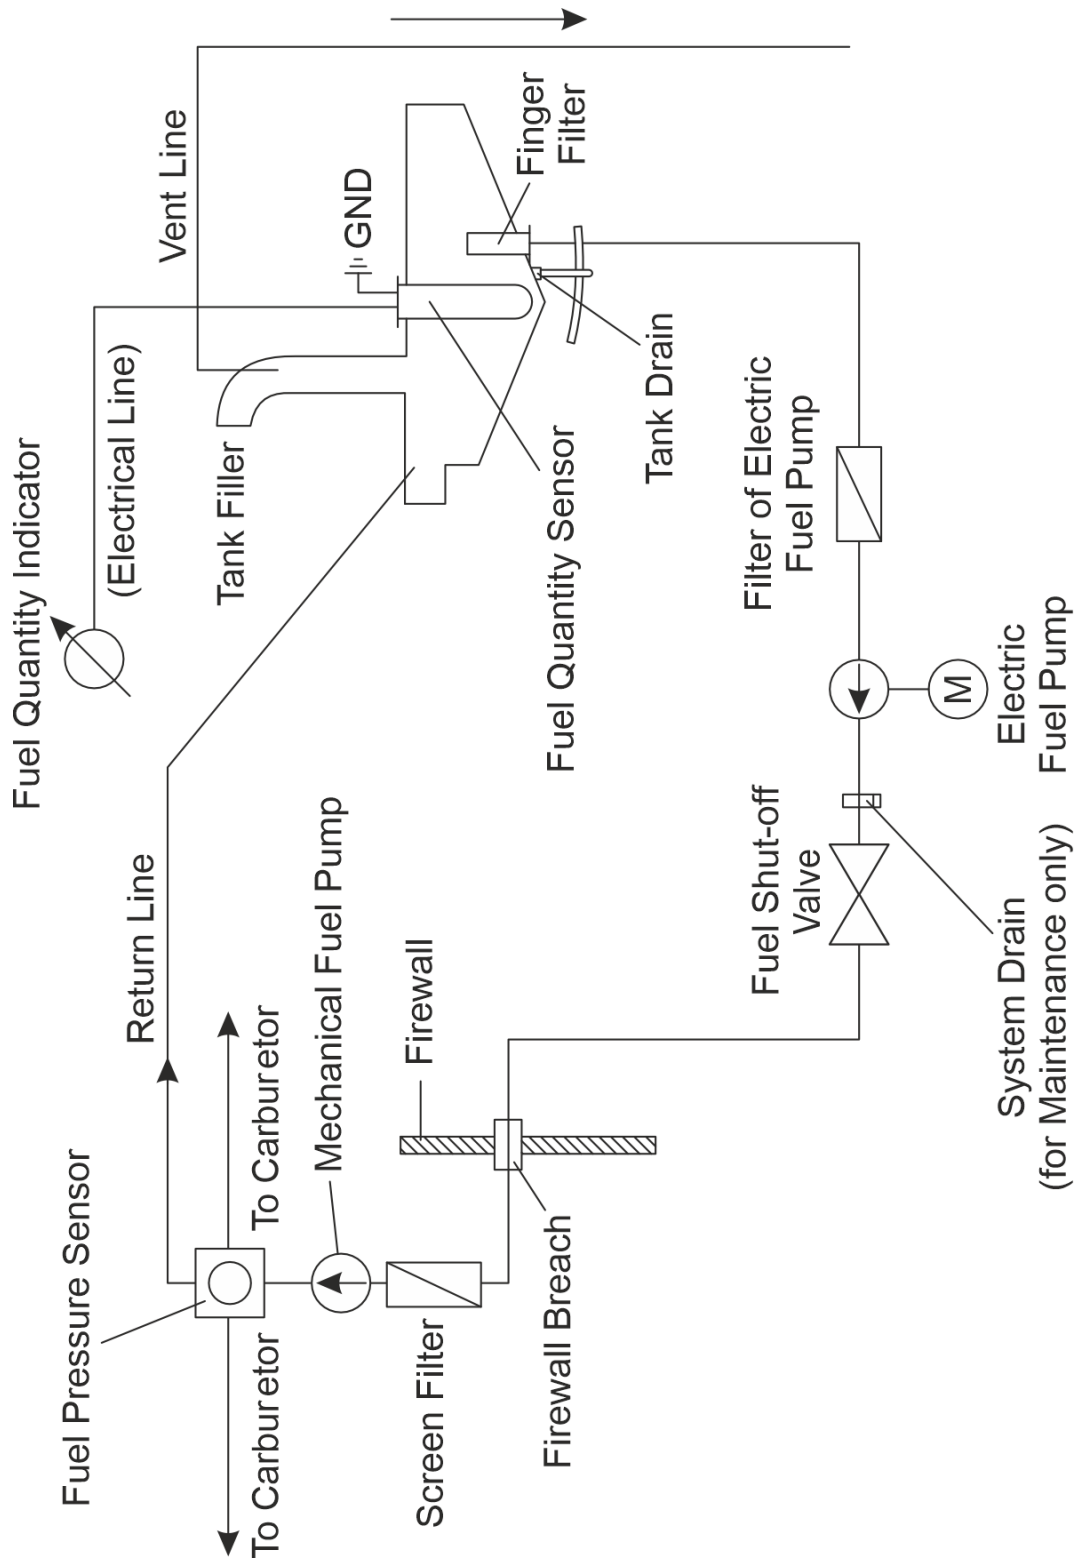 Fuel Pressure Sensor
To Carburetor
To Carburetor
Return Line
Fuel Quantity Indicator
(Electrical Line)
Vent Line
Tank Filler
GND
Mechanical Fuel Pump
Screen Filter
Firewall
Firewall Breach
Fuel Quantity Sensor
Finger
Filter
Tank Drain
Filter of Electric
Fuel Pump
Fuel Shut-off
Valve
M
Electric
Fuel Pump
System Drain
(for Maintenance only)